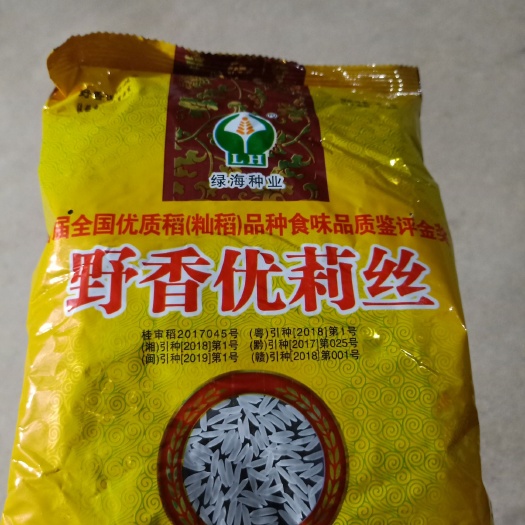 LH
®
绿海种业
届全国优质稻(籼稻)品种食味品质鉴评金奖
野香优莉丝
桂审稻2017045号 (粤)引种[2018]第1号
(湘)引种[2018]第1号 (黔)引种[2017]第025号
(闽)引种[2019]第1号 (赣)引种[2018]第001号